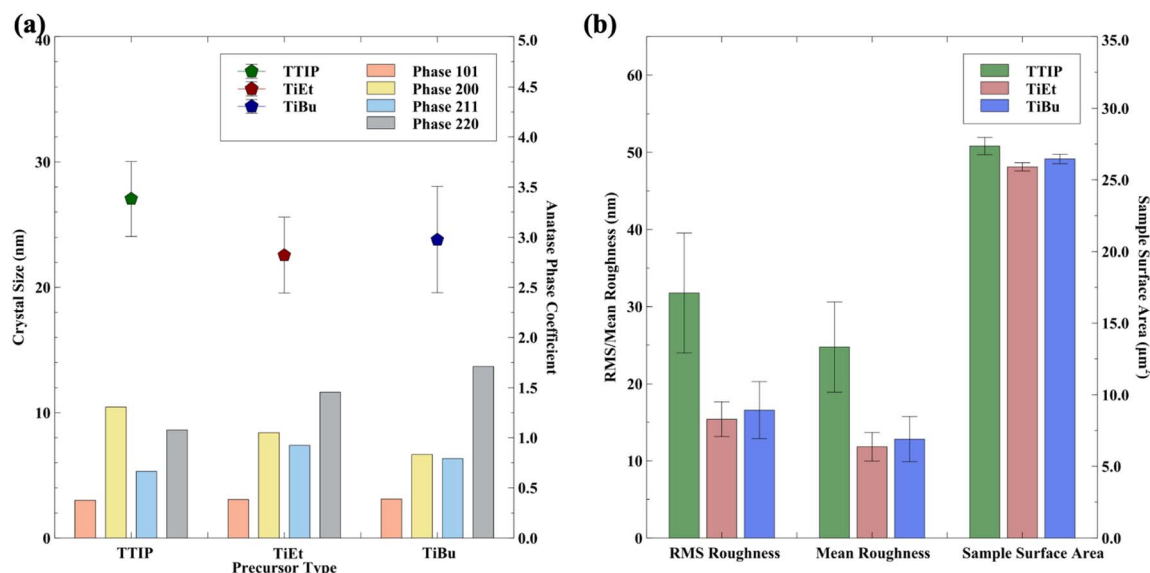 (a)
40
30
20
10
0
Crystal Size (nm)
TTIP
TiEt
TiBu
Phase 101
Phase 200
Phase 211
Phase 220
5.0
4.5
4.0
3.5
3.0
2.5
2.0
1.5
1.0
0.5
0.0
Anatase Phase Coefficient
TTIP
TiEt
TiBu
Precursor Type
(b)
60
50
40
30
20
10
0
RMS/Mean Roughness (nm)
TTIP
TiEt
TiBu
35.0
30.0
25.0
20.0
15.0
10.0
5.0
0.0
Sample Surface
Area (μm²)
RMS Roughness
Mean Roughness
Sample Surface Area